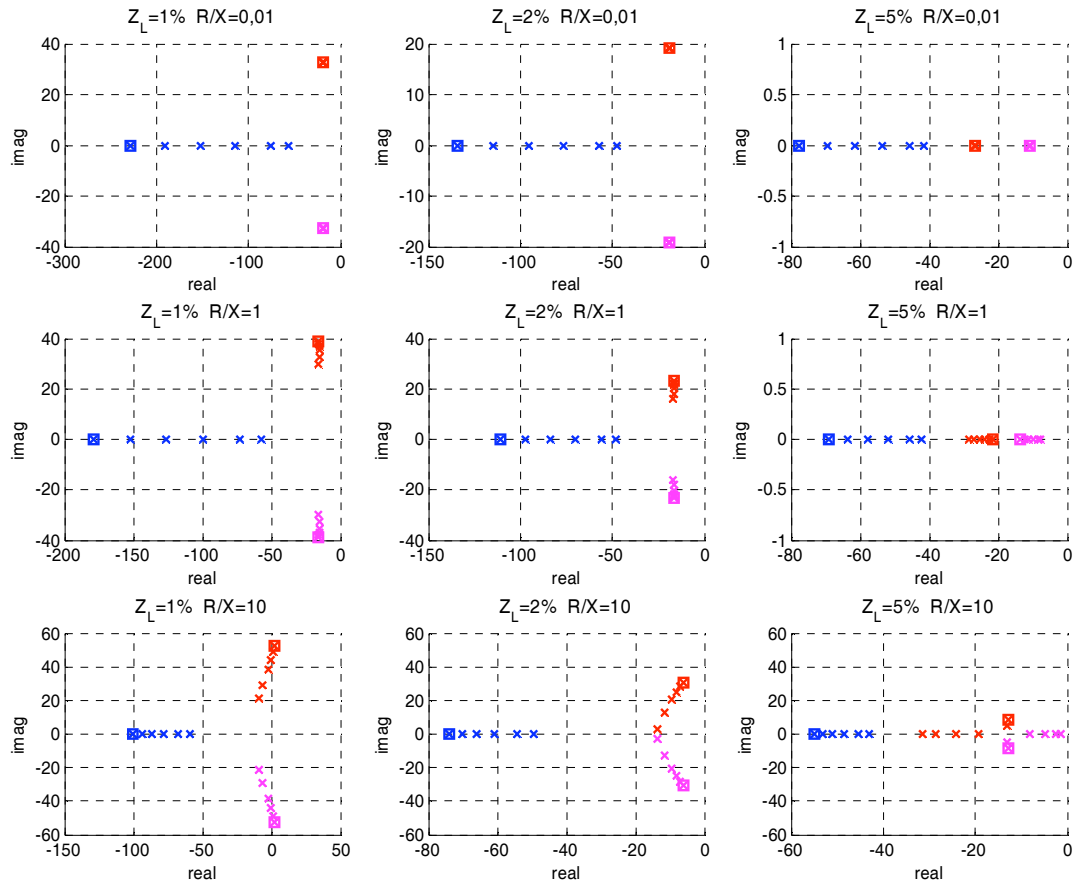 Z_L=1% R/X=0,01 Z_L=2% R/X=0,01 Z_L=5% R/X=0,01
40 20 1
20 10 0.5
imag 0 imag 0 imag 0
-20 -10 -0.5
-40 -20 -1
-300 -200 -100 0 -150 -100 -50 0 -80 -60 -40 -20 0
real real real
Z_L=1% R/X=1 Z_L=2% R/X=1 Z_L=5% R/X=1
40 40 1
20 20 0.5
imag 0 imag 0 imag 0
-20 -20 -0.5
-40 -40 -1
-200 -150 -100 -50 0 -150 -100 -50 0 -80 -60 -40 -20 0
real real real
Z_L=1% R/X=10 Z_L=2% R/X=10 Z_L=5% R/X=10
60 60 60
40 40 40
20 20 20
imag 0 imag 0 imag 0
-20 -20 -20
-40 -40 -40
-60 -60 -60
-150 -100 -50 0 50 -80 -60 -40 -20 0 -60 -40 -20 0
real real real